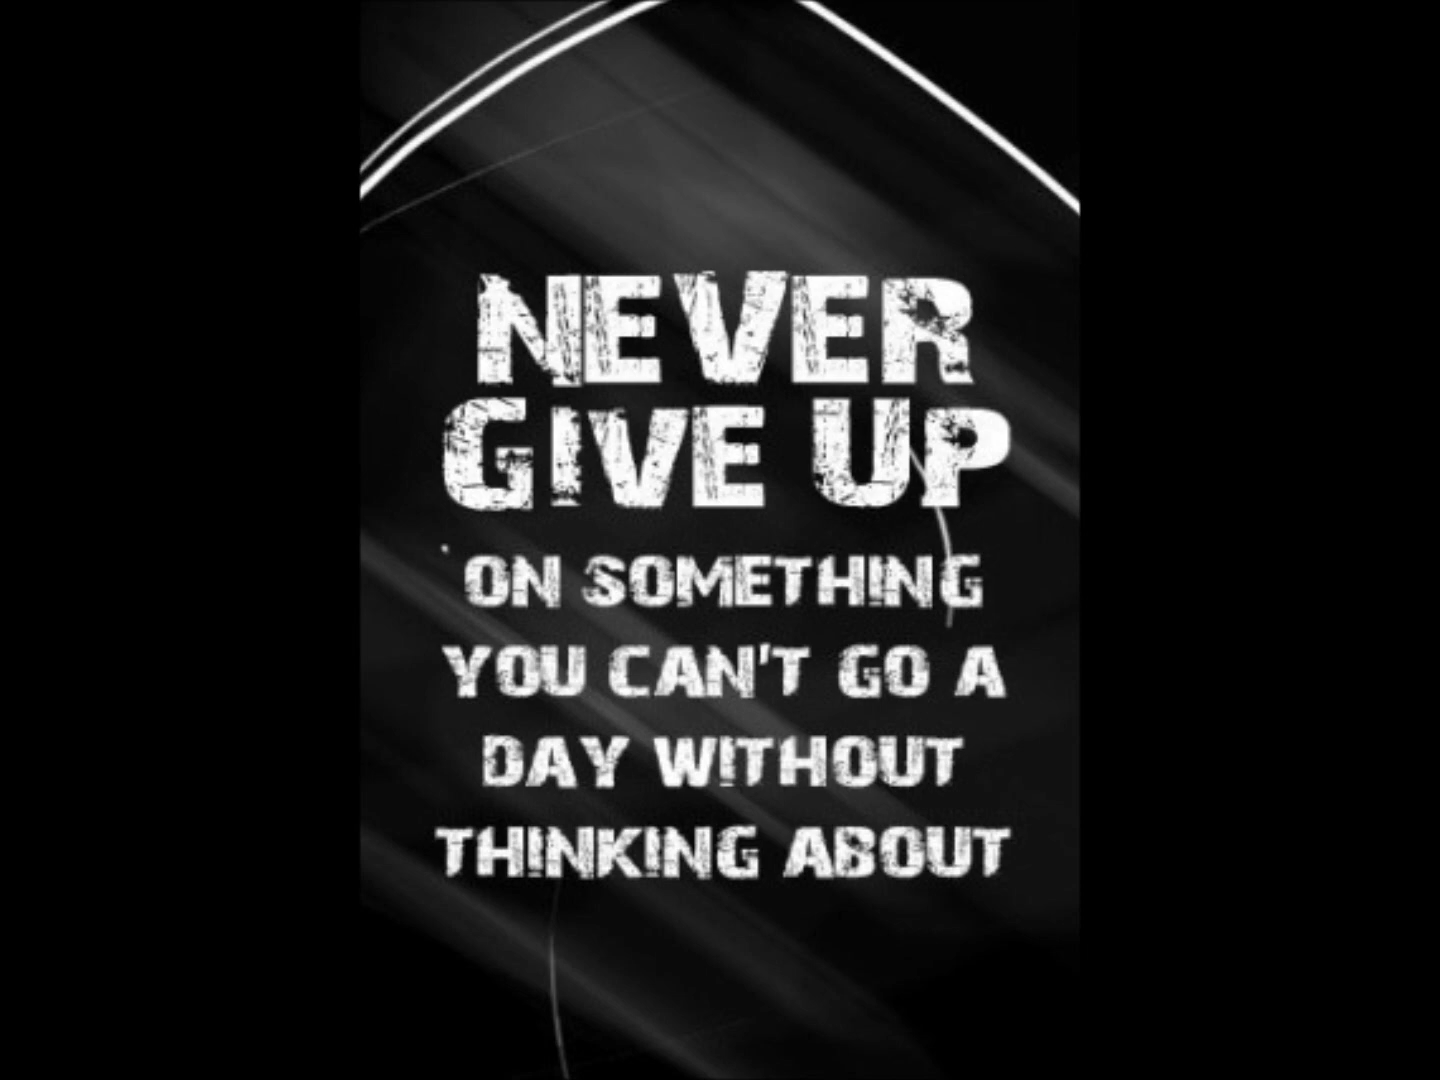 NEVER
GIVE UP
ON SOMETHING
YOU CAN'T GO A
DAY WITHOUT
THINKING ABOUT